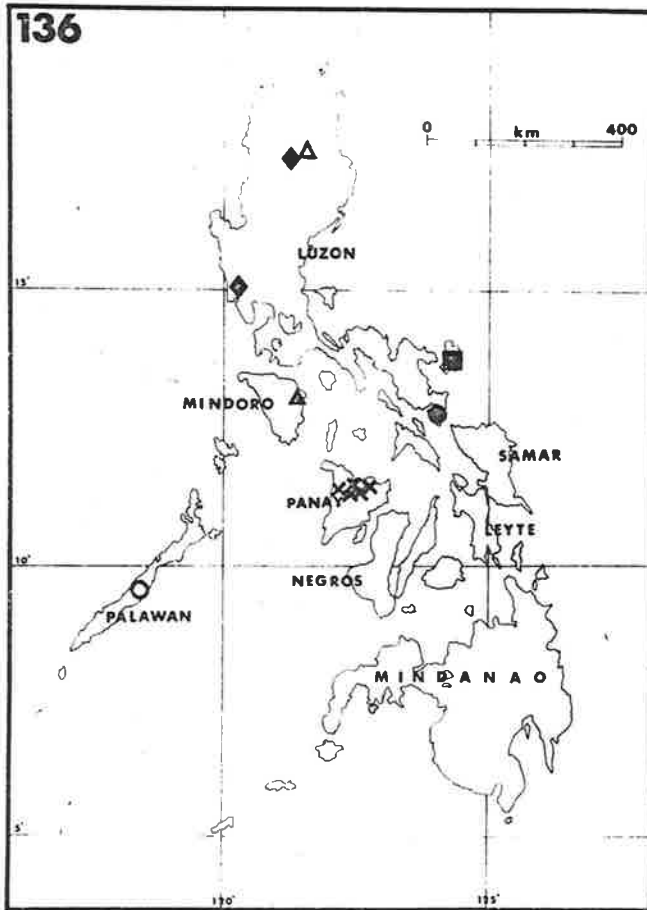 136
0 km 400
LUZON
15°
MINDORO
SAMAR
PANAY
LEYTE
10°
NEGROS
PALAWAN
MINDANAO
5°
120° 125°